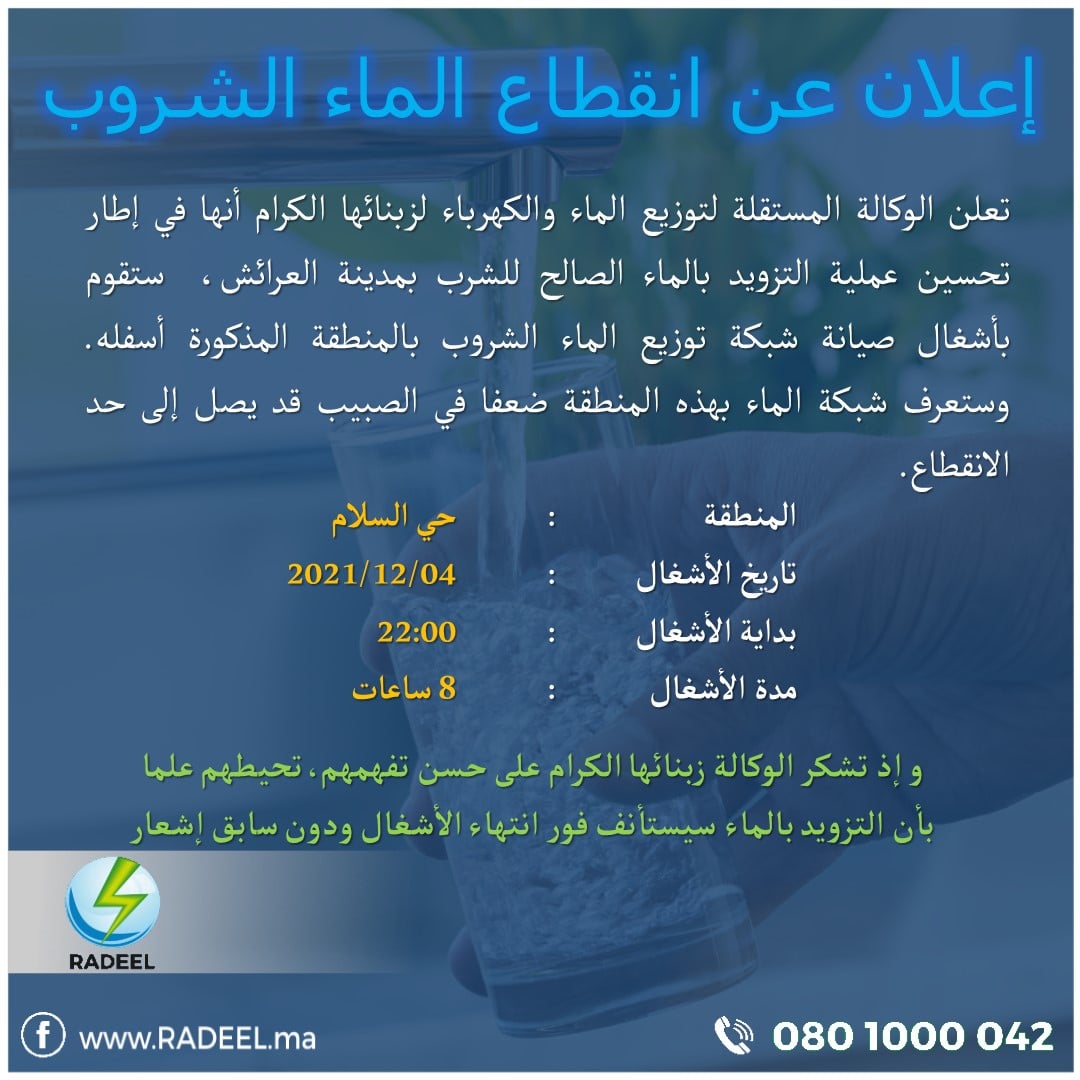 إعلان عن انقطاع الماء الشروب
تعلن الوكالة المستقلة لتوزيع الماء والكهرباء لزبنائها الكرام أنها في إطار
تحسين عملية التزويد بالماء الصالح للشرب بمدينة العرائش، ستقوم
بأشغال صيانة شبكة توزيع الماء الشروب بالمنطقة المذكورة أسفله.
وستعرف شبكة الماء بهذه المنطقة ضعفا في الصبيب قد يصل إلى حد
الانقطاع.
المنطقة : حي السلام
تاريخ الأشغال : 2021/12/04
بداية الأشغال : 22:00
مدة الأشغال : 8 ساعات
و إذ تشكر الوكالة زبنائها الكرام على حسن تفهمهم، تحيطهم علما
بأن التزويد بالماء سيستأنف فور انتهاء الأشغال ودون سابق إشعار
RADEEL
www.RADEEL.ma
080 1000 042